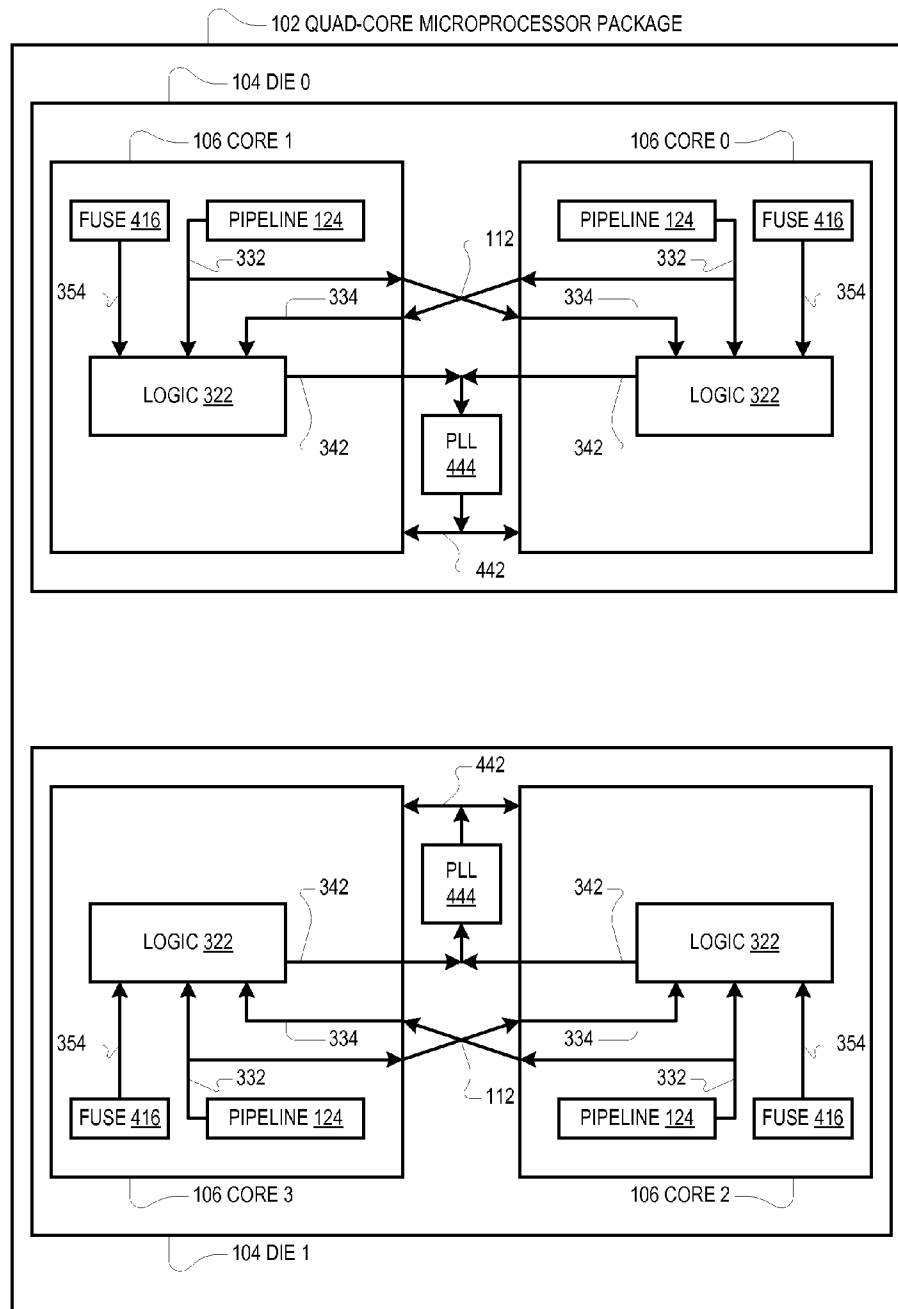 102 QUAD-CORE MICROPROCESSOR PACKAGE
104 DIE 0
106 CORE 1
106 CORE 0
FUSE 416
PIPELINE 124
PIPELINE 124
FUSE 416
332
112
332
354
334
334
354
LOGIC 322
LOGIC 322
342
PLL 444
342
442
442
342
PLL 444
342
LOGIC 322
LOGIC 322
354
334
334
354
332
112
332
FUSE 416
PIPELINE 124
PIPELINE 124
FUSE 416
106 CORE 3
106 CORE 2
104 DIE 1